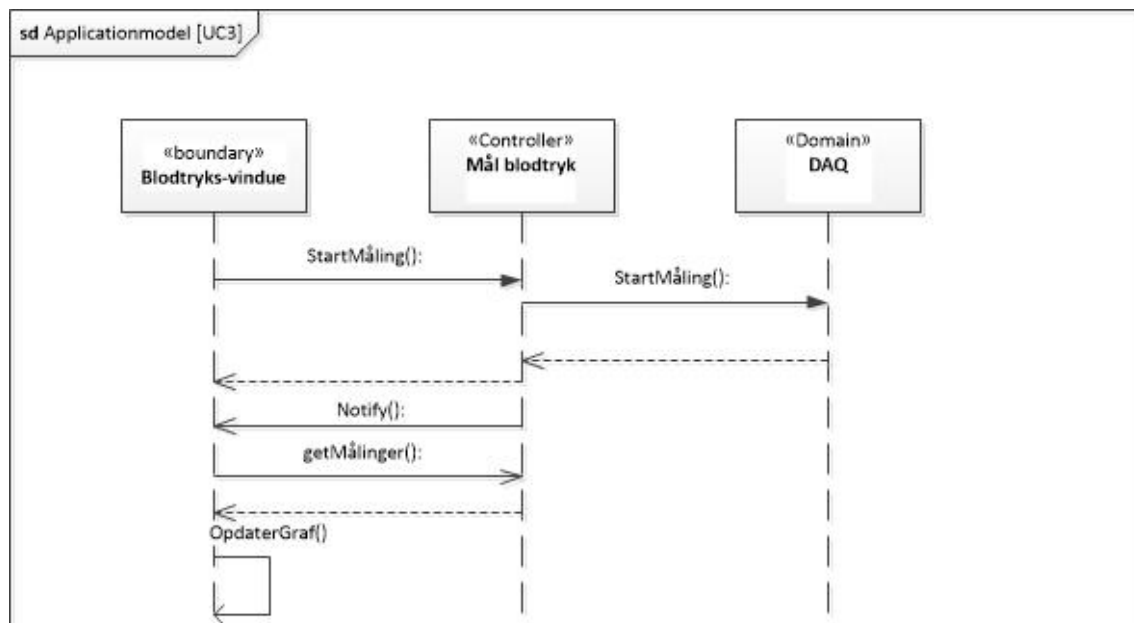 sd Applicationmodel [UC3]
«boundary»
Blodtryks-vindue
«Controller»
Mål blodtryk
«Domain»
DAQ
StartMåling():
StartMåling():
Notify():
getMålinger():
OpdaterGraf()